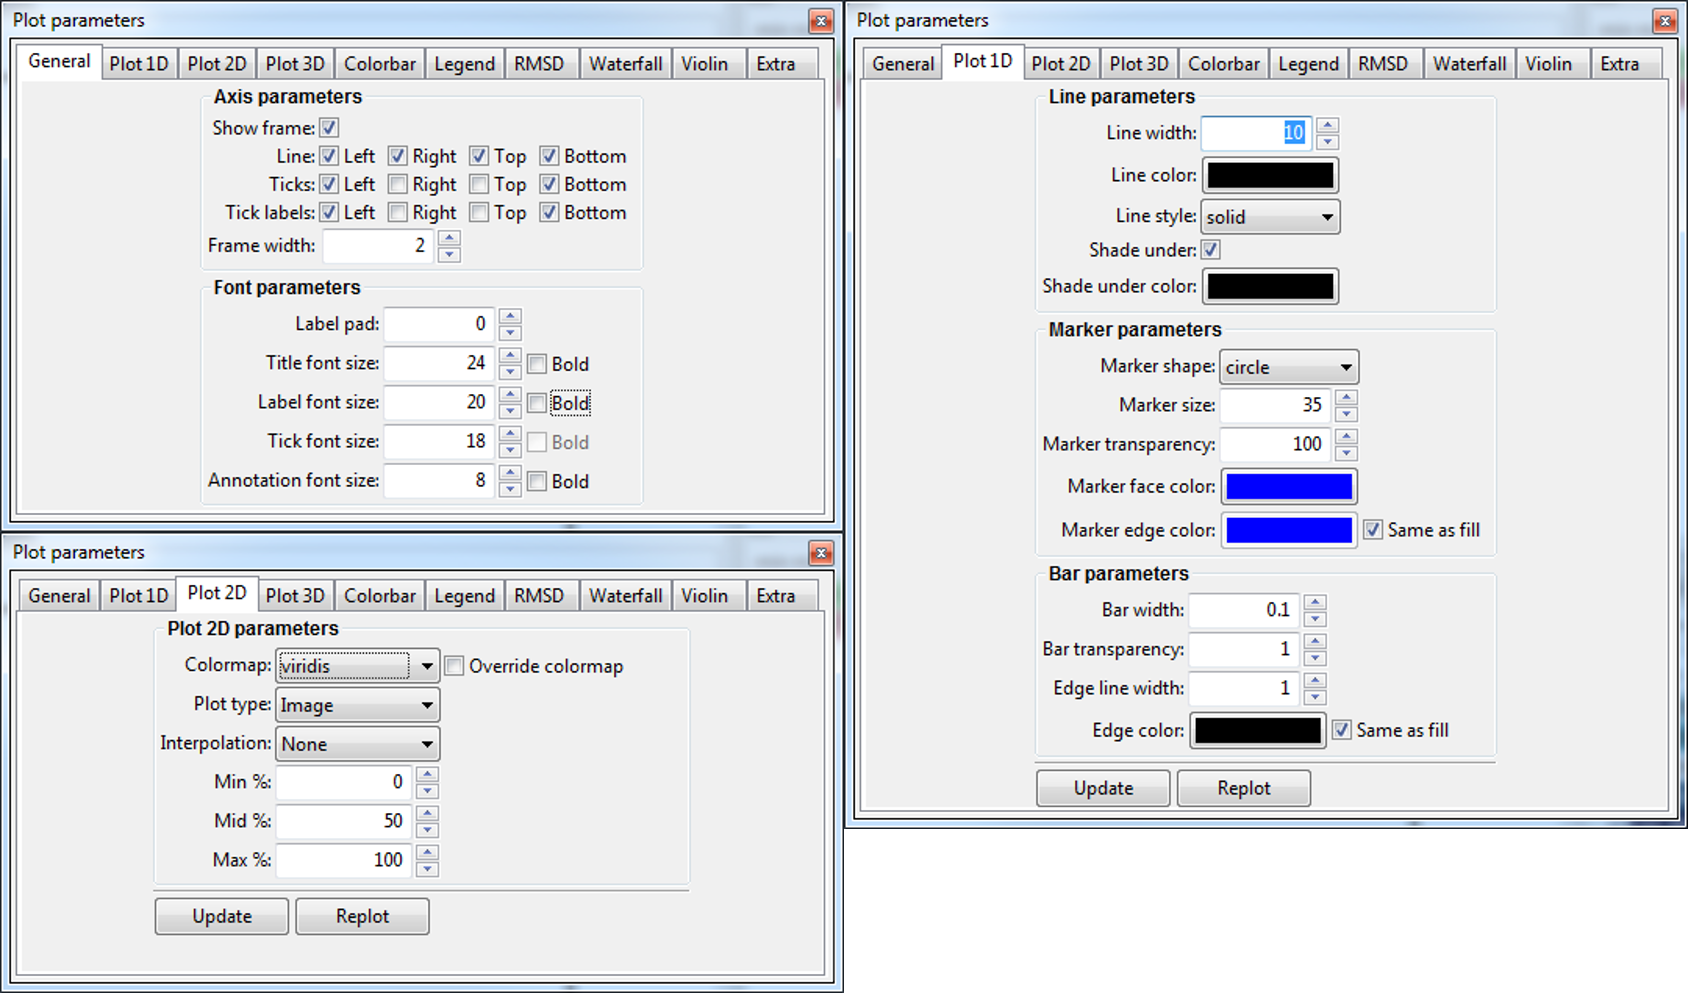 Plot parameters
General Plot 1D Plot 2D Plot 3D Colorbar Legend RMSD Waterfall Violin Extra
Axis parameters
Show frame:
Line: Left Right Top Bottom
Ticks: Left Right Top Bottom
Tick labels: Left Right Top Bottom
Frame width: 2
Font parameters
Label pad: 0
Title font size: 24 Bold
Label font size: 20 Bold
Tick font size: 18 Bold
Annotation font size: 8 Bold
Plot parameters
General Plot 1D Plot 2D Plot 3D Colorbar Legend RMSD Waterfall Violin Extra
Plot 2D parameters
Colormap: viridis Override colormap
Plot type: Image
Interpolation: None
Min %: 0
Mid %: 50
Max %: 100
Update Replot
Plot parameters
General Plot 1D Plot 2D Plot 3D Colorbar Legend RMSD Waterfall Violin Extra
Line parameters
Line width: 10
Line color:
Line style: solid
Shade under:
Shade under color:
Marker parameters
Marker shape: circle
Marker size: 35
Marker transparency: 100
Marker face color:
Marker edge color: Same as fill
Bar parameters
Bar width: 0.1
Bar transparency: 1
Edge line width: 1
Edge color: Same as fill
Update Replot